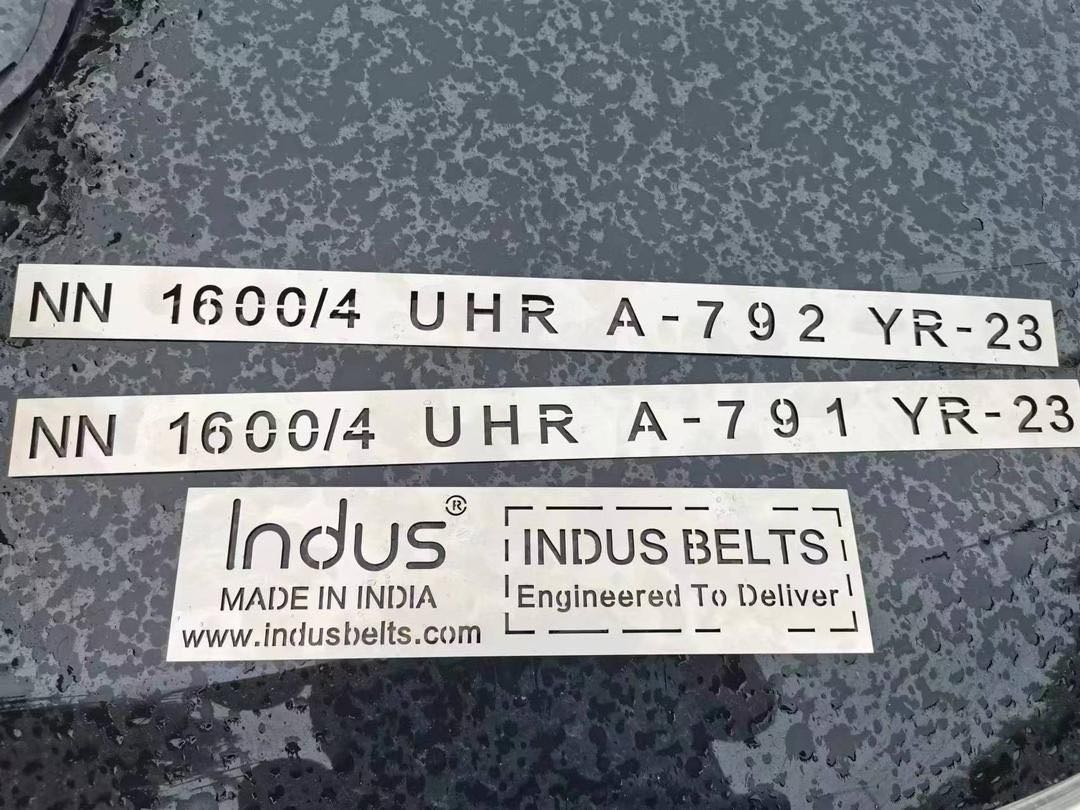 NN 1600/4 UHR A-792 YR-23
NN 1600/4 UHR A-791 YR-23
Indus®
MADE IN INDIA
www.indusbelts.com
INDUS BELTS
Engineered To Deliver